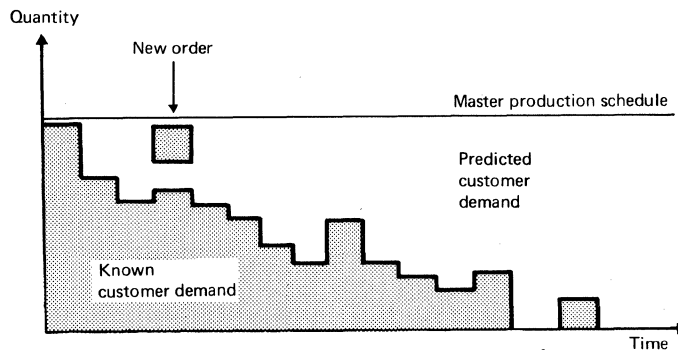 Quantity
New order
Master production schedule
Predicted
customer
demand
Known
customer demand
Time